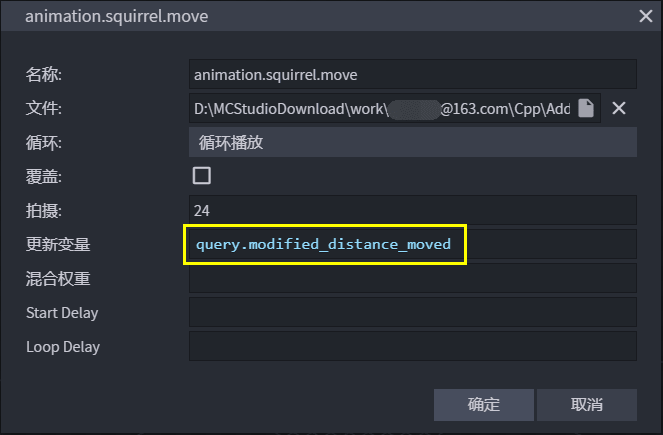 animation.squirrel.move
名称: animation.squirrel.move
文件: D:\MCStudioDownload\work\ @163.com\Cpp\Add
循环: 循环播放
覆盖:
拍摄: 24
更新变量 query.modified_distance_moved
混合权重
Start Delay
Loop Delay
确定 取消